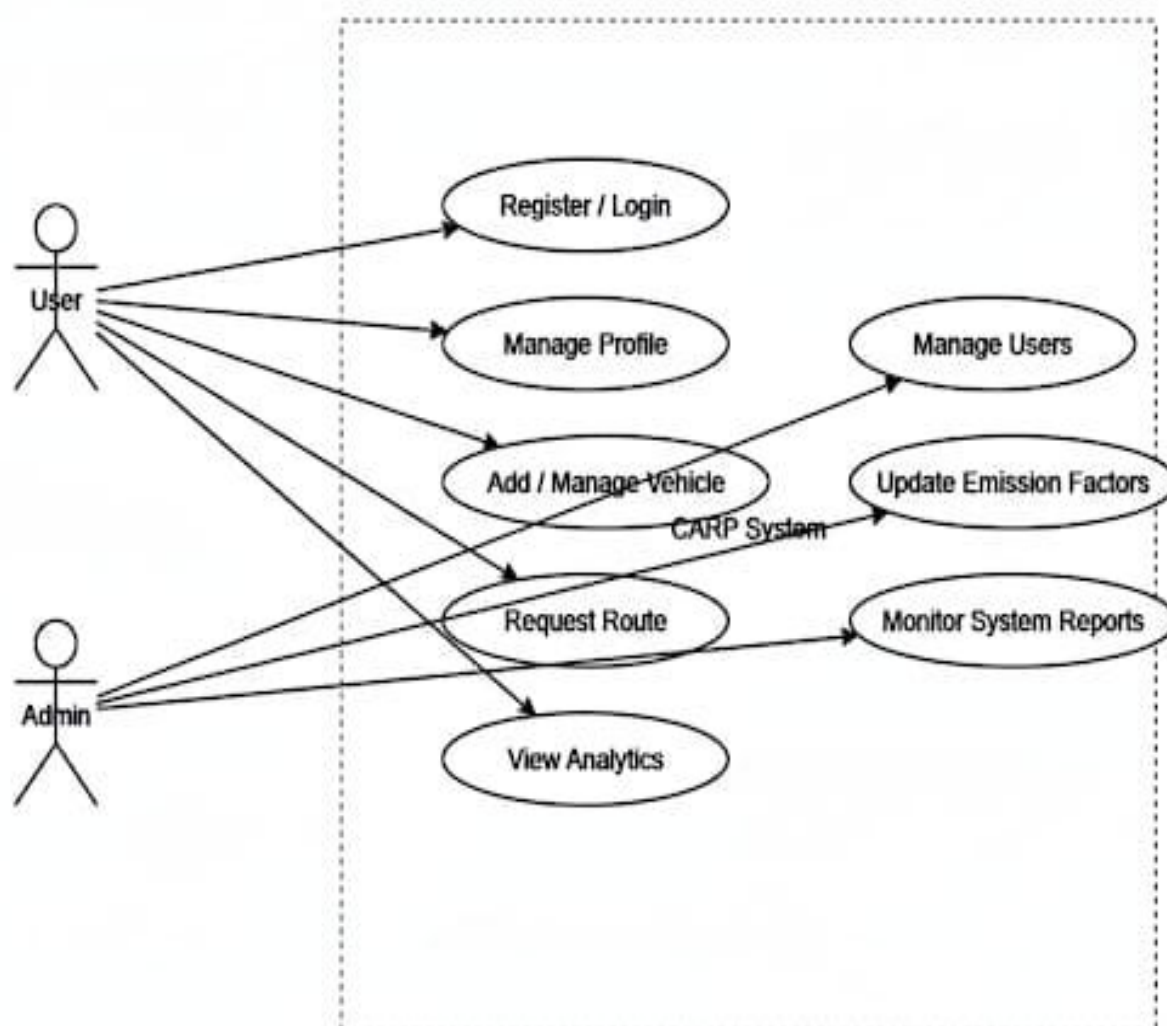 Register / Login
User
Manage Profile
Manage Users
Add / Manage Vehicle
Update Emission Factors
CARP System
Request Route
Monitor System Reports
Admin
View Analytics